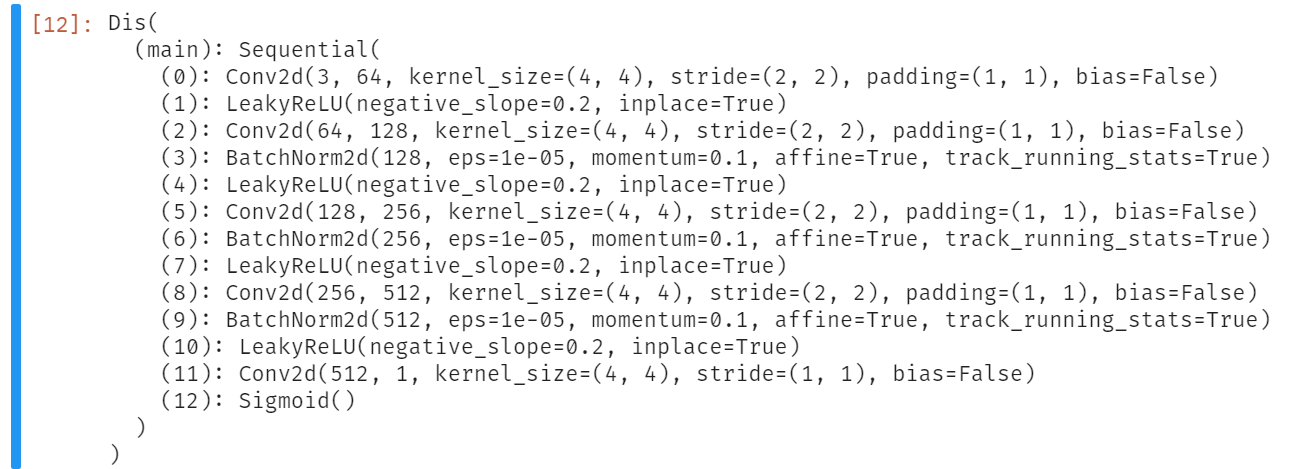 [12]: Dis(
(main): Sequential(
(0): Conv2d(3, 64, kernel_size=(4, 4), stride=(2, 2), padding=(1, 1), bias=False)
(1): LeakyReLU(negative_slope=0.2, inplace=True)
(2): Conv2d(64, 128, kernel_size=(4, 4), stride=(2, 2), padding=(1, 1), bias=False)
(3): BatchNorm2d(128, eps=1e-05, momentum=0.1, affine=True, track_running_stats=True)
(4): LeakyReLU(negative_slope=0.2, inplace=True)
(5): Conv2d(128, 256, kernel_size=(4, 4), stride=(2, 2), padding=(1, 1), bias=False)
(6): BatchNorm2d(256, eps=1e-05, momentum=0.1, affine=True, track_running_stats=True)
(7): LeakyReLU(negative_slope=0.2, inplace=True)
(8): Conv2d(256, 512, kernel_size=(4, 4), stride=(2, 2), padding=(1, 1), bias=False)
(9): BatchNorm2d(512, eps=1e-05, momentum=0.1, affine=True, track_running_stats=True)
(10): LeakyReLU(negative_slope=0.2, inplace=True)
(11): Conv2d(512, 1, kernel_size=(4, 4), stride=(1, 1), bias=False)
(12): Sigmoid()
)
)